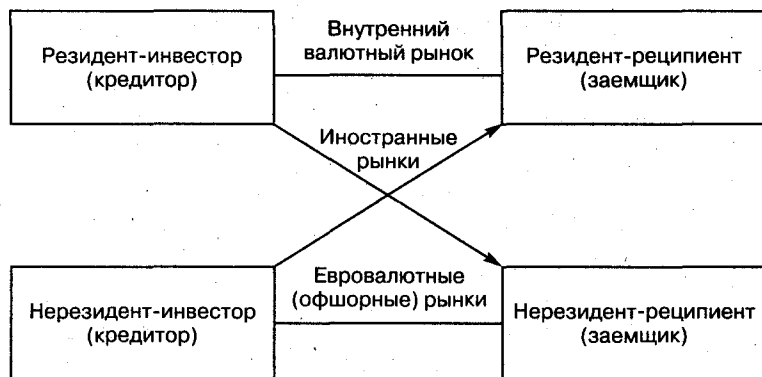 Внутренний
валютный рынок
Резидент-инвестор
(кредитор)
Резидент-реципиент
(заемщик)
Иностранные
рынки
Евровалютные
(офшорные) рынки
Нерезидент-инвестор
(кредитор)
Нерезидент-реципиент
(заемщик)